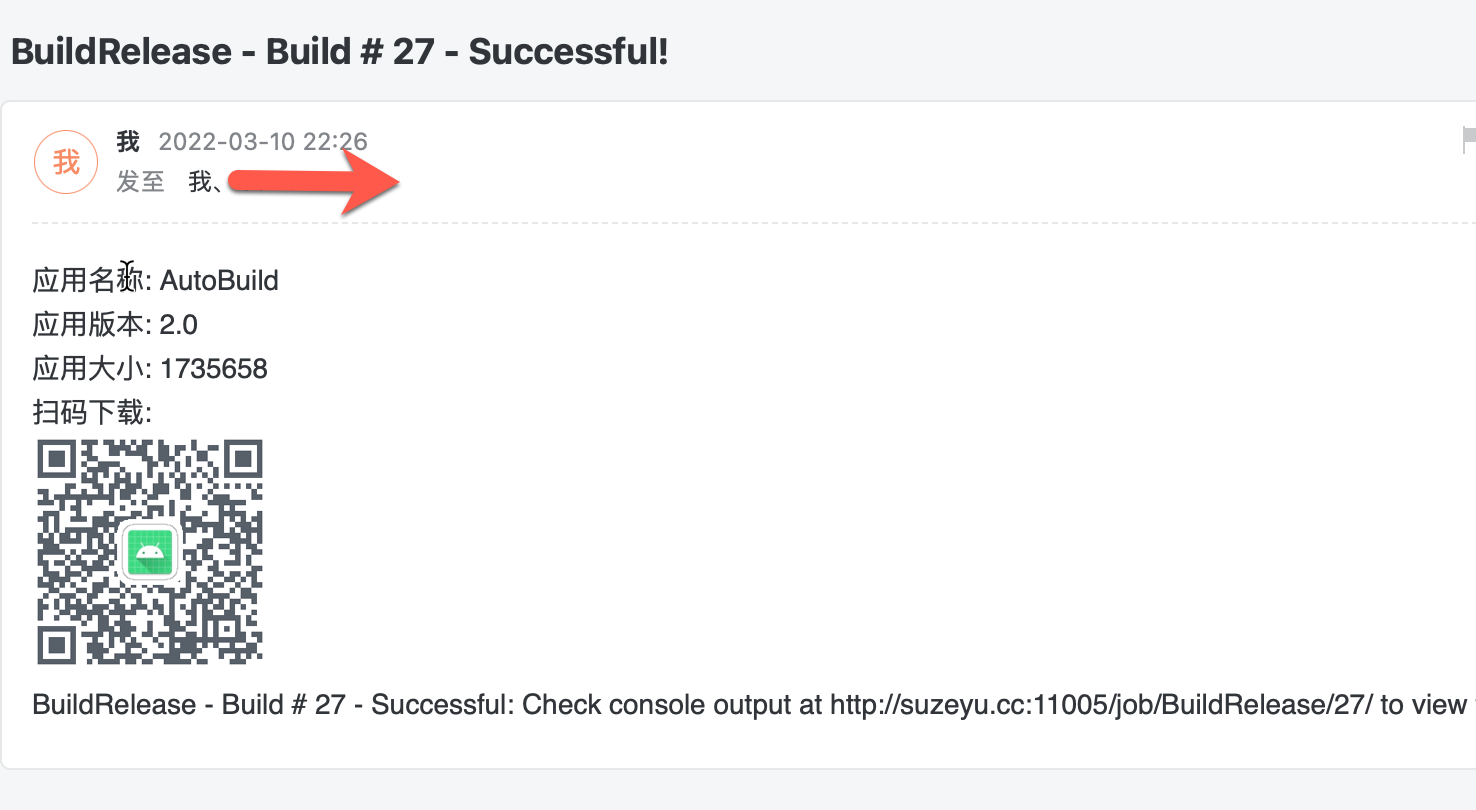 BuildRelease - Build # 27 - Successful!
我
我 2022-03-10 22:26
发至 我、
应用名称: AutoBuild
应用版本: 2.0
应用大小: 1735658
扫码下载:
BuildRelease - Build # 27 - Successful: Check console output at http://suzeyu.cc:11005/job/BuildRelease/27/ to view